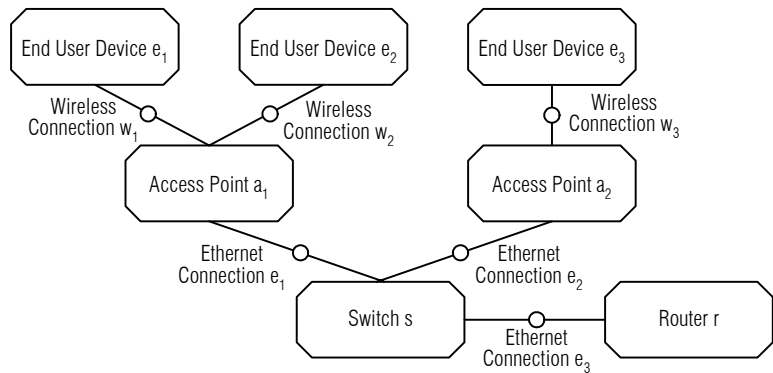 End User Device e₁
End User Device e₂
End User Device e₃
Wireless
Connection w₁
Wireless
Connection w₂
Wireless
Connection w₃
Access Point a₁
Access Point a₂
Ethernet
Connection e₁
Ethernet
Connection e₂
Switch s
Router r
Ethernet
Connection e₃